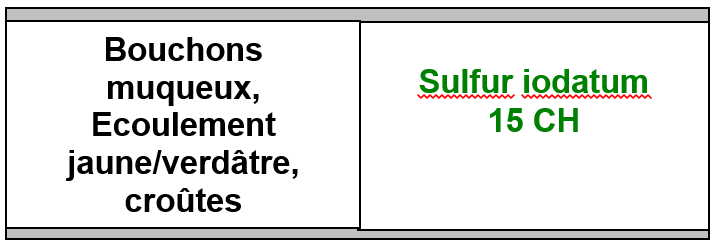 Bouchons
muqueux,
Ecoulement
jaune/verdâtre,
croûtes
Sulfur iodatum
15 CH